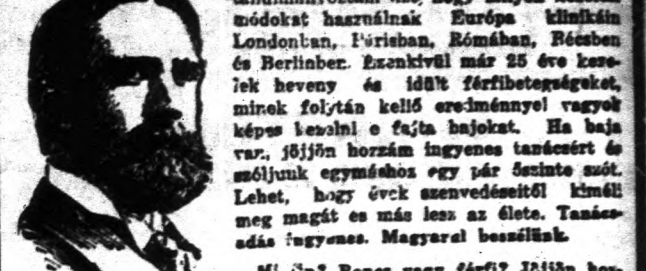 módokat használnak Európa klinikáin
Londonban, Párisban, Rómában, Bécsben
és Berlinben. Ezenkivül már 25 éve keze-
lek heveny és idült férfibetegségeket,
minek folytán kellő eredménnyel vagyok
képes kezelni e fajta bajokat. Ha baja
van, jöjjön hozzám ingyenes tanácsért és
szóljunk egymáshoz egy pár őszinte szót.
Lehet, hogy évek szenvedéseitől kiméli
meg magát es más lesz az élete. Tanács-
adás ingyenes. Magyarul beszélünk.